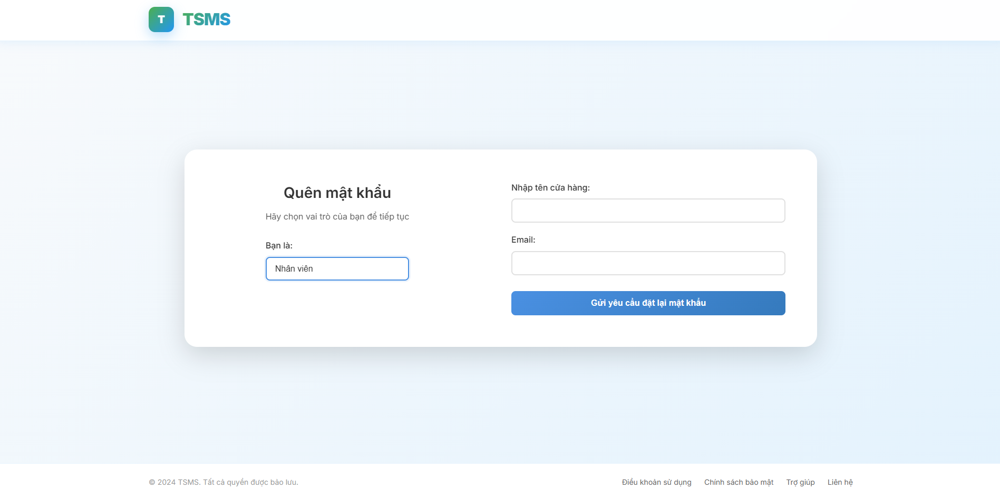 T
TSMS
Quên mật khẩu
Hãy chọn vai trò của bạn để tiếp tục
Bạn là:
Nhân viên
Nhập tên cửa hàng:
Email:
Gửi yêu cầu đặt lại mật khẩu
© 2024 TSMS. Tất cả quyền được bảo lưu.
Điều khoản sử dụng Chính sách bảo mật Trợ giúp Liên hệ